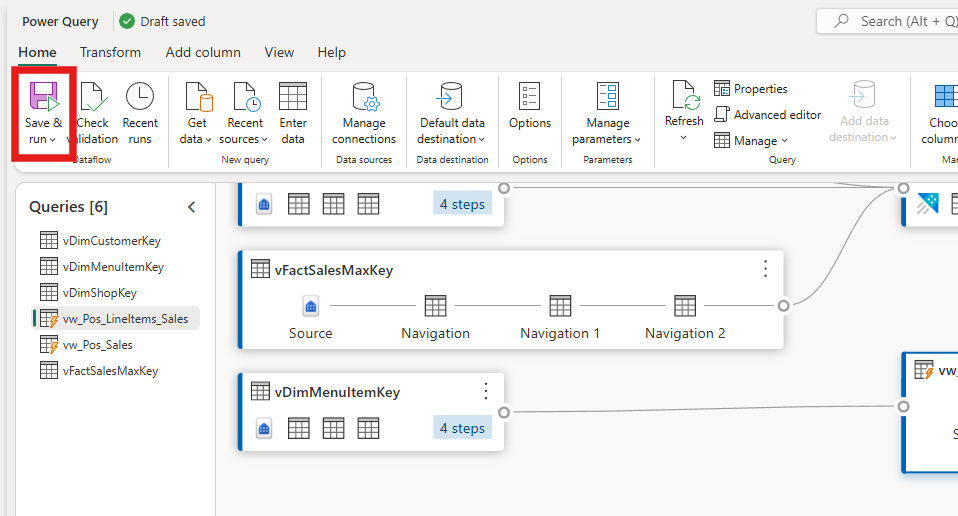 Power Query
Draft saved
Search (Alt + Q)
Home Transform Add column View Help
Save & run
Check validation
Recent runs
Dataflow
Get data
Recent sources
Enter data
New query
Manage connections
Data sources
Default data destination
Data destination
Options
Options
Manage parameters
Parameters
Refresh
Properties
Advanced editor
Manage
Add data destination
Query
Choo
colum
Ma
Queries [6]
vDimCustomerKey
vDimMenuItemKey
vDimShopKey
vw_Pos_LineItems_Sales
vw_Pos_Sales
vFactSalesMaxKey
4 steps
vFactSalesMaxKey
Source Navigation Navigation 1 Navigation 2
vDimMenuItemKey
4 steps
vw_
S